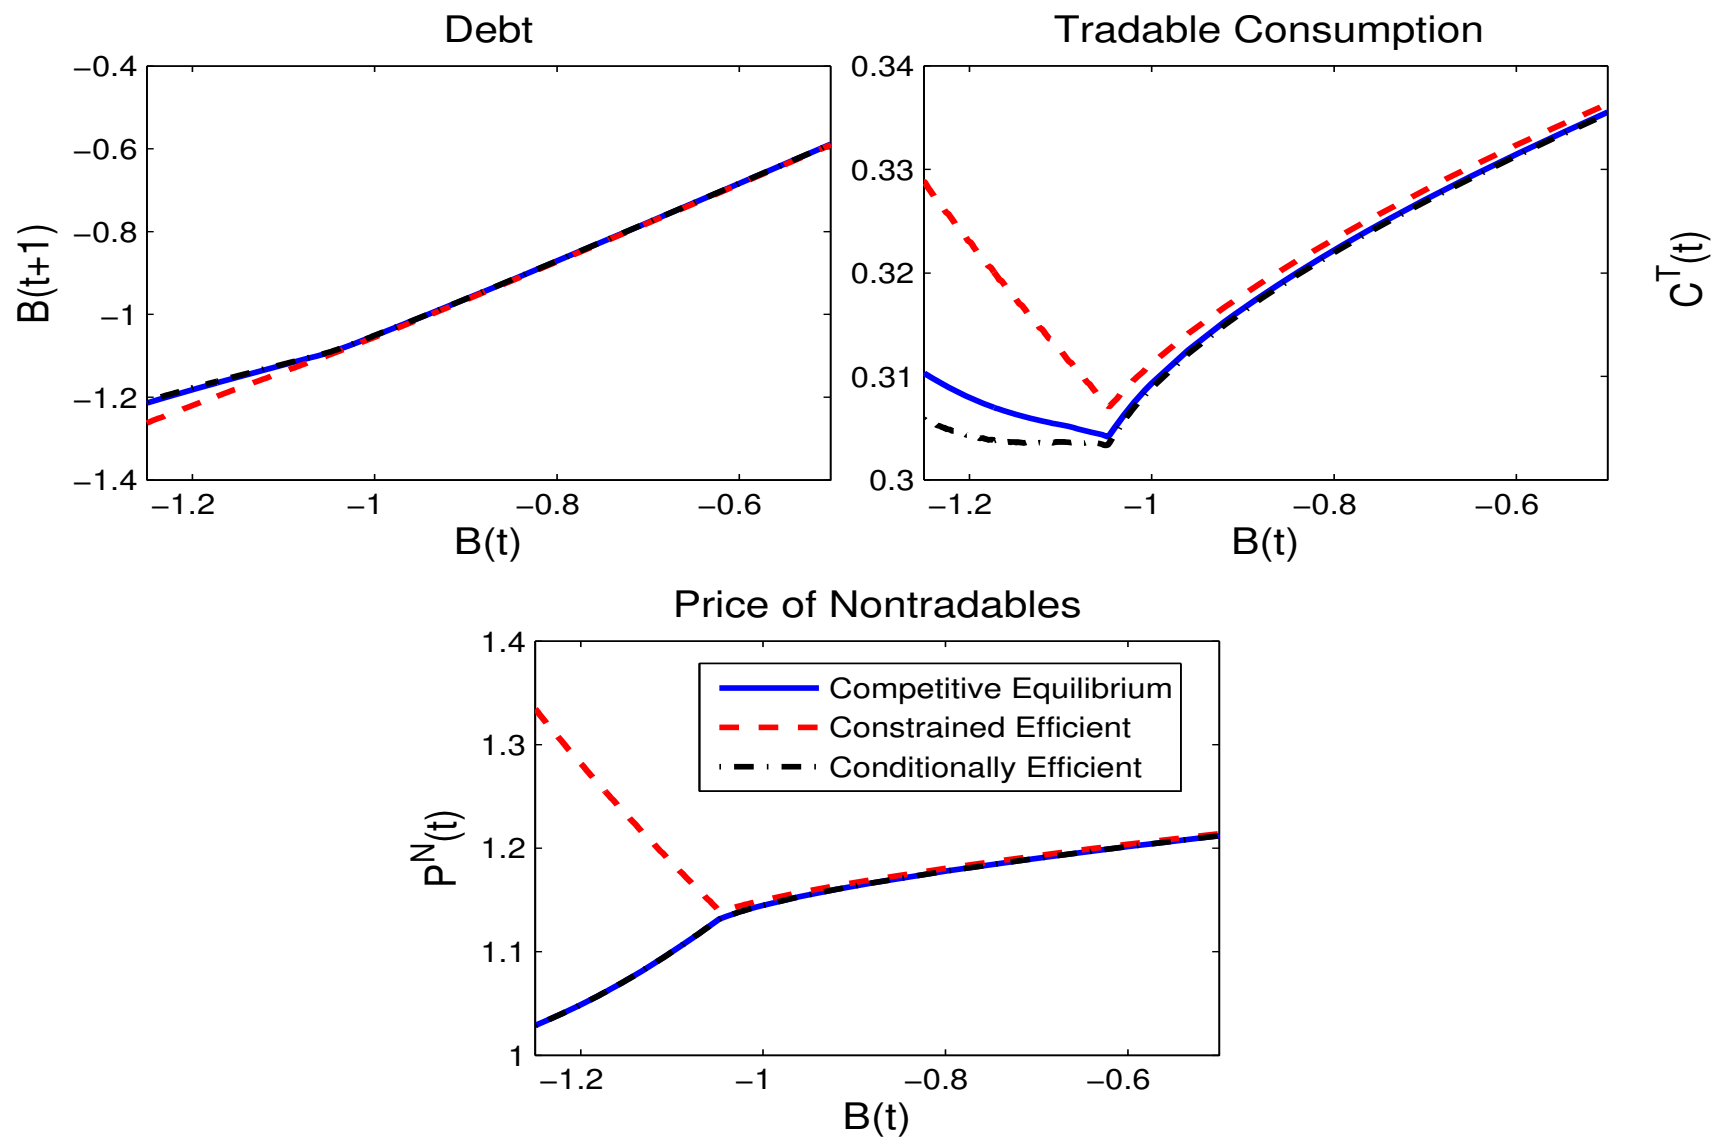 Debt
−0.4
−0.6
−0.8
−1
−1.2
−1.4
B(t+1)
−1.2
−1
−0.8
−0.6
B(t)
Tradable Consumption
0.34
0.33
0.32
0.31
0.3
C^T(t)
−1.2
−1
−0.8
−0.6
B(t)
Price of Nontradables
1.4
1.3
1.2
1.1
1
P^N(t)
Competitive Equilibrium
Constrained Efficient
Conditionally Efficient
−1.2
−1
−0.8
−0.6
B(t)